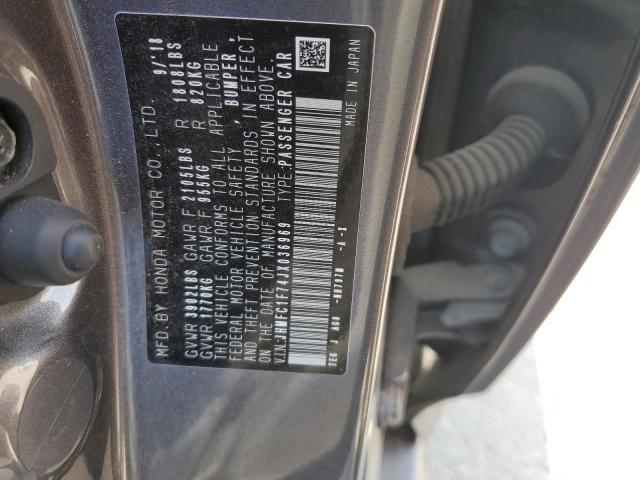 MFD.BY HONDA MOTOR CO.,LTD. 9/'18
GVWR 3902LBS GAWR F 2105LBS R 1808LBS
GVWR 1770KG GAWR F 955KG R 820KG
THIS VEHICLE CONFORMS TO ALL APPLICABLE
FEDERAL MOTOR VEHICLE SAFETY , BUMPER,
AND THEFT PREVENTION STANDARDS IN EFFECT
ON THE DATE OF MANUFACTURE SHOWN ABOVE.
V.I.N.:JHMFC1F74JX036969 TYPE:PASSENGER CAR
-A -X
MADE IN JAPAN